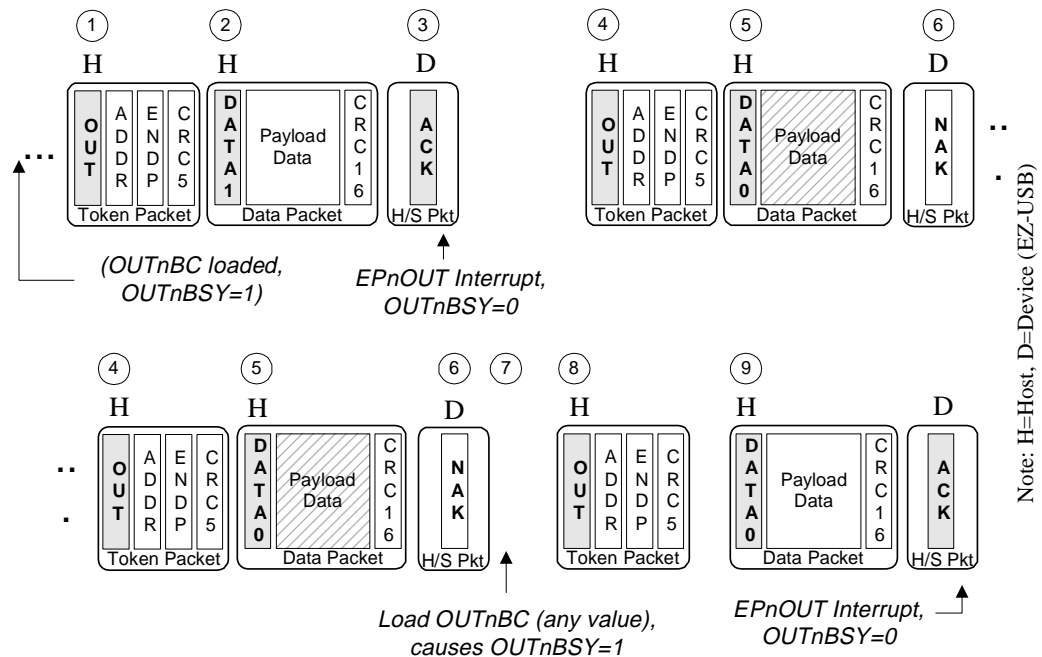 1 2 3 4 5 6
H H D H H D
OUT ADDR ENDP CRC5 DATA1 Payload Data CRC16 ACK OUT ADDR ENDP CRC5 DATA0 Payload Data CRC16 NAK
... ..
.
Token Packet Data Packet H/S Pkt Token Packet Data Packet H/S Pkt
(OUTnBC loaded,
OUTnBSY=1)
EPnOUT Interrupt,
OUTnBSY=0
Note: H=Host, D=Device (EZ-USB)
4 5 6 7 8 9
H H D H H D
.. OUT ADDR ENDP CRC5 DATA0 Payload Data CRC16 NAK OUT ADDR ENDP CRC5 DATA0 Payload Data CRC16 ACK
.
Token Packet Data Packet H/S Pkt Token Packet Data Packet H/S Pkt
Load OUTnBC (any value),
causes OUTnBSY=1
EPnOUT Interrupt,
OUTnBSY=0